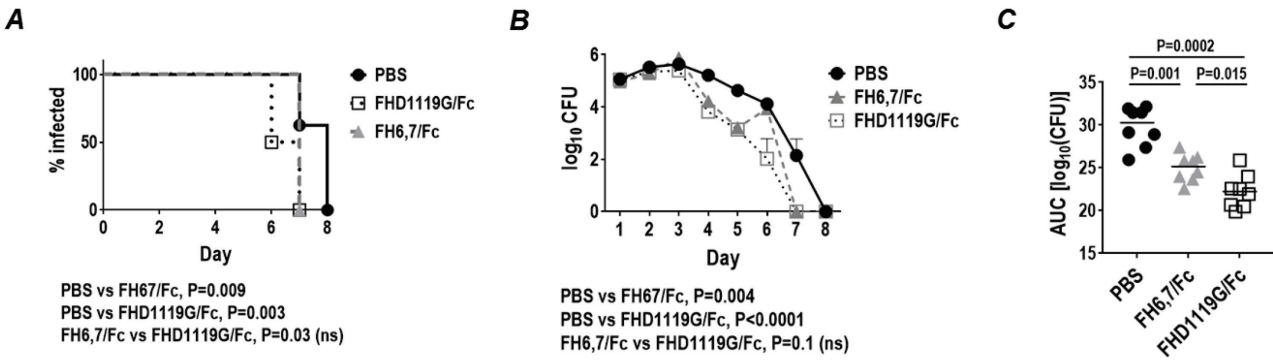 A
% infected
100
50
0
0 2 4 6 8
Day
PBS
FHD1119G/Fc
FH6,7/Fc
PBS vs FH67/Fc, P=0.009
PBS vs FHD1119G/Fc, P=0.003
FH6,7/Fc vs FHD1119G/Fc, P=0.03 (ns)
B
log10 CFU
6
4
2
0
1 2 3 4 5 6 7 8
Day
PBS
FH6,7/Fc
FHD1119G/Fc
PBS vs FH67/Fc, P=0.004
PBS vs FHD1119G/Fc, P<0.0001
FH6,7/Fc vs FHD1119G/Fc, P=0.1 (ns)
C
P=0.0002
P=0.001 P=0.015
AUC [log10(CFU)]
35
30
25
20
15
PBS
FH6,7/Fc
FHD1119G/Fc